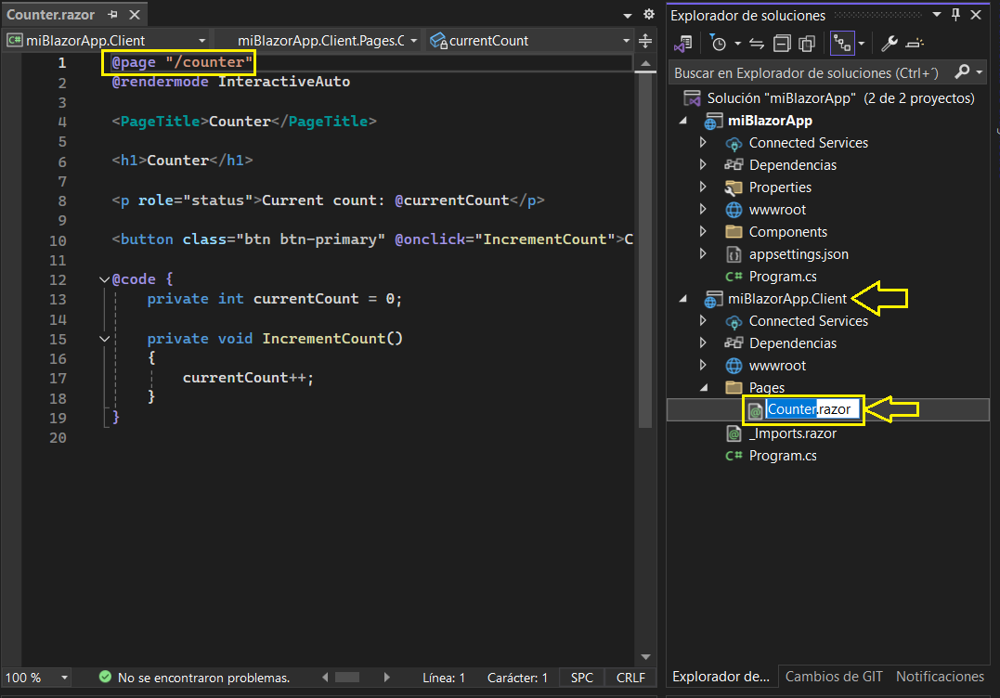 Counter.razor
miBlazorApp.Client
miBlazorApp.Client.Pages.C
currentCount
1 @page "/counter"
2 @rendermode InteractiveAuto
3
4 <PageTitle>Counter</PageTitle>
5
6 <h1>Counter</h1>
7
8 <p role="status">Current count: @currentCount</p>
9
10 <button class="btn btn-primary" @onclick="IncrementCount">C
11
12 @code {
13 private int currentCount = 0;
14
15 private void IncrementCount()
16 {
17 currentCount++;
18 }
19 }
20
100 %
No se encontraron problemas.
Línea: 1
Carácter: 1
SPC
CRLF
Explorador de soluciones
Buscar en Explorador de soluciones (Ctrl+´)
Solución "miBlazorApp" (2 de 2 proyectos)
miBlazorApp
Connected Services
Dependencias
Properties
wwwroot
Components
appsettings.json
C# Program.cs
miBlazorApp.Client
Connected Services
Dependencias
wwwroot
Pages
Counter.razor
_Imports.razor
C# Program.cs
Explorador de...
Cambios de GIT
Notificaciones